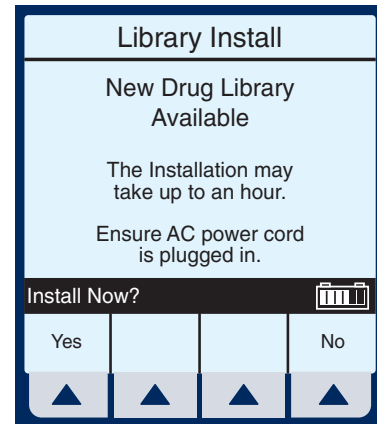 Library Install
New Drug Library
Available
The Installation may
take up to an hour.
Ensure AC power cord
is plugged in.
Install Now?
Yes
No